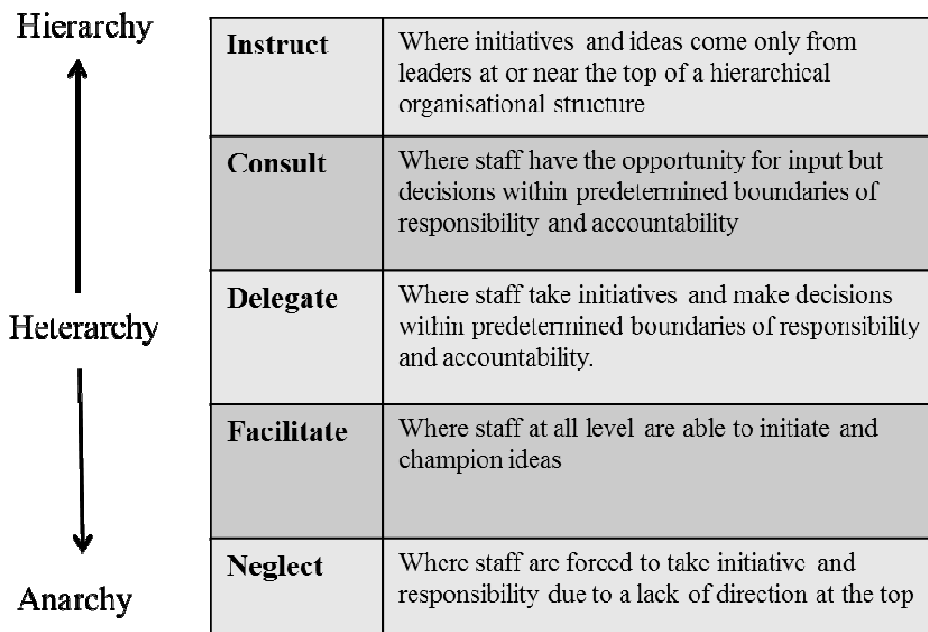 Hierarchy
Instruct
Where initiatives and ideas come only from
leaders at or near the top of a hierarchical
organisational structure
Consult
Where staff have the opportunity for input but
decisions within predetermined boundaries of
responsibility and accountability
Heterarchy
Delegate
Where staff take initiatives and make decisions
within predetermined boundaries of responsibility
and accountability.
Facilitate
Where staff at all level are able to initiate and
champion ideas
Anarchy
Neglect
Where staff are forced to take initiative and
responsibility due to a lack of direction at the top